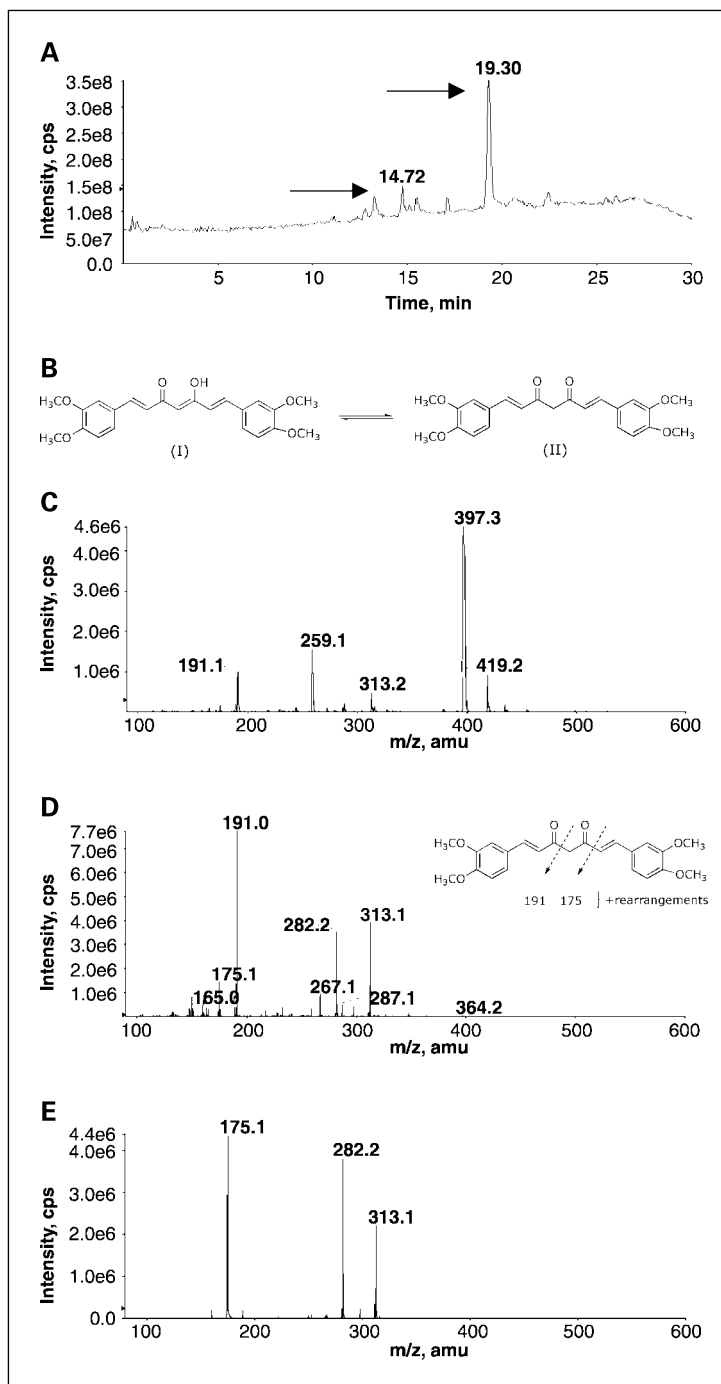 A
19.30
3.5e8
3.0e8
2.5e8
2.0e8
14.72
1.5e8
1.0e8
5.0e7
0.0
Intensity, cps
5 10 15 20 25 30
Time, min
B
O OH
H₃CO OCH₃
H₃CO OCH₃
(I)
O O
H₃CO OCH₃
H₃CO OCH₃
(II)
C
397.3
4.6e6
4.0e6
3.0e6
2.0e6
1.0e6
Intensity, cps
259.1
191.1
419.2
313.2
100 200 300 400 500 600
m/z, amu
D
191.0
7.7e6
7.0e6
6.0e6
5.0e6
4.0e6
3.0e6
2.0e6
1.0e6
Intensity, cps
O O
H₃CO OCH₃
H₃CO OCH₃
191 175 } +rearrangements
282.2
313.1
175.1
165.0
267.1
287.1
364.2
100 200 300 400 500 600
m/z, amu
E
175.1
4.4e6
4.0e6
3.0e6
2.0e6
1.0e6
0.0
Intensity, cps
282.2
313.1
100 200 300 400 500 600
m/z, amu